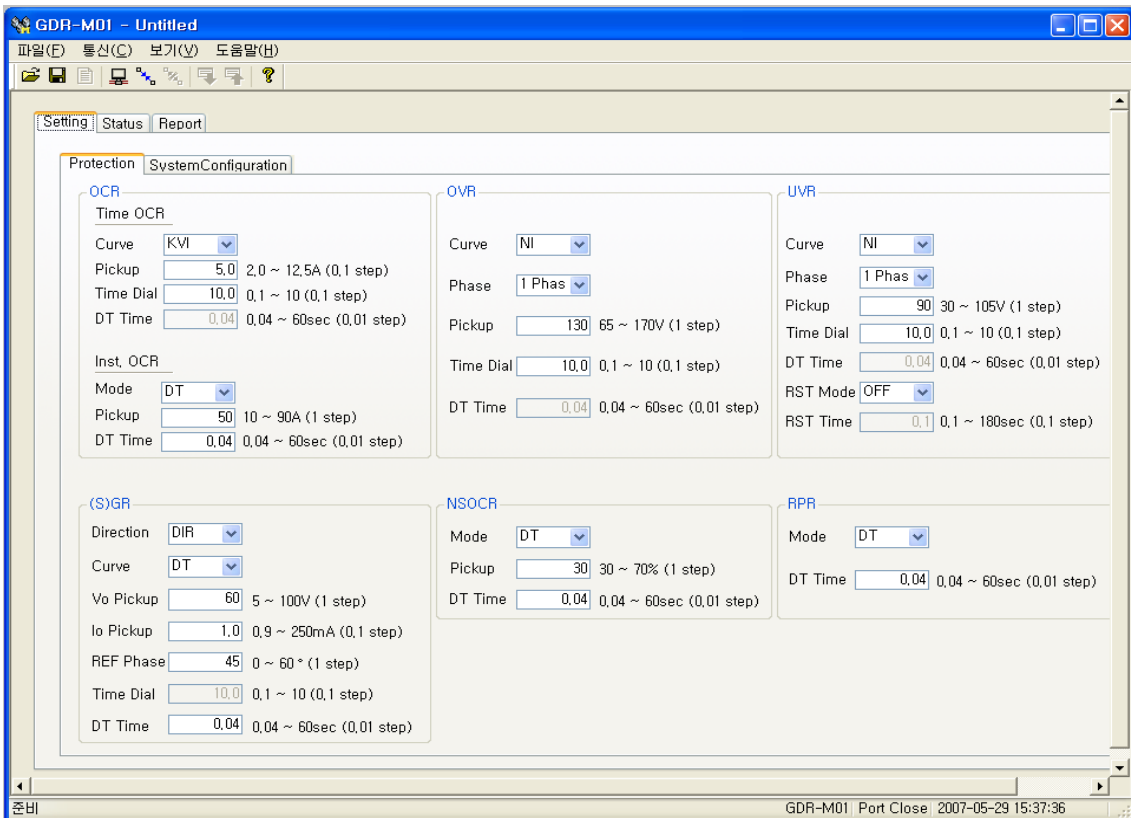 GDR-M01 - Untitled
파일(F) 통신(C) 보기(V) 도움말(H)
Setting Status Report
Protection SystemConfiguration
OCR
Time OCR
Curve KVI
Pickup 5.0 2.0 ~ 12.5A (0.1 step)
Time Dial 10.0 0.1 ~ 10 (0.1 step)
DT Time 0.04 0.04 ~ 60sec (0.01 step)
Inst. OCR
Mode DT
Pickup 50 10 ~ 90A (1 step)
DT Time 0.04 0.04 ~ 60sec (0.01 step)
OVR
Curve NI
Phase 1 Phas
Pickup 130 65 ~ 170V (1 step)
Time Dial 10.0 0.1 ~ 10 (0.1 step)
DT Time 0.04 0.04 ~ 60sec (0.01 step)
UVR
Curve NI
Phase 1 Phas
Pickup 90 30 ~ 105V (1 step)
Time Dial 10.0 0.1 ~ 10 (0.1 step)
DT Time 0.04 0.04 ~ 60sec (0.01 step)
RST Mode OFF
RST Time 0.1 0.1 ~ 180sec (0.1 step)
(S)GR
Direction DIR
Curve DT
Vo Pickup 60 5 ~ 100V (1 step)
Io Pickup 1.0 0.9 ~ 250mA (0.1 step)
REF Phase 45 0 ~ 60 ° (1 step)
Time Dial 10.0 0.1 ~ 10 (0.1 step)
DT Time 0.04 0.04 ~ 60sec (0.01 step)
NSOCR
Mode DT
Pickup 30 30 ~ 70% (1 step)
DT Time 0.04 0.04 ~ 60sec (0.01 step)
RPR
Mode DT
DT Time 0.04 0.04 ~ 60sec (0.01 step)
준비 GDR-M01 Port Close 2007-05-29 15:37:36